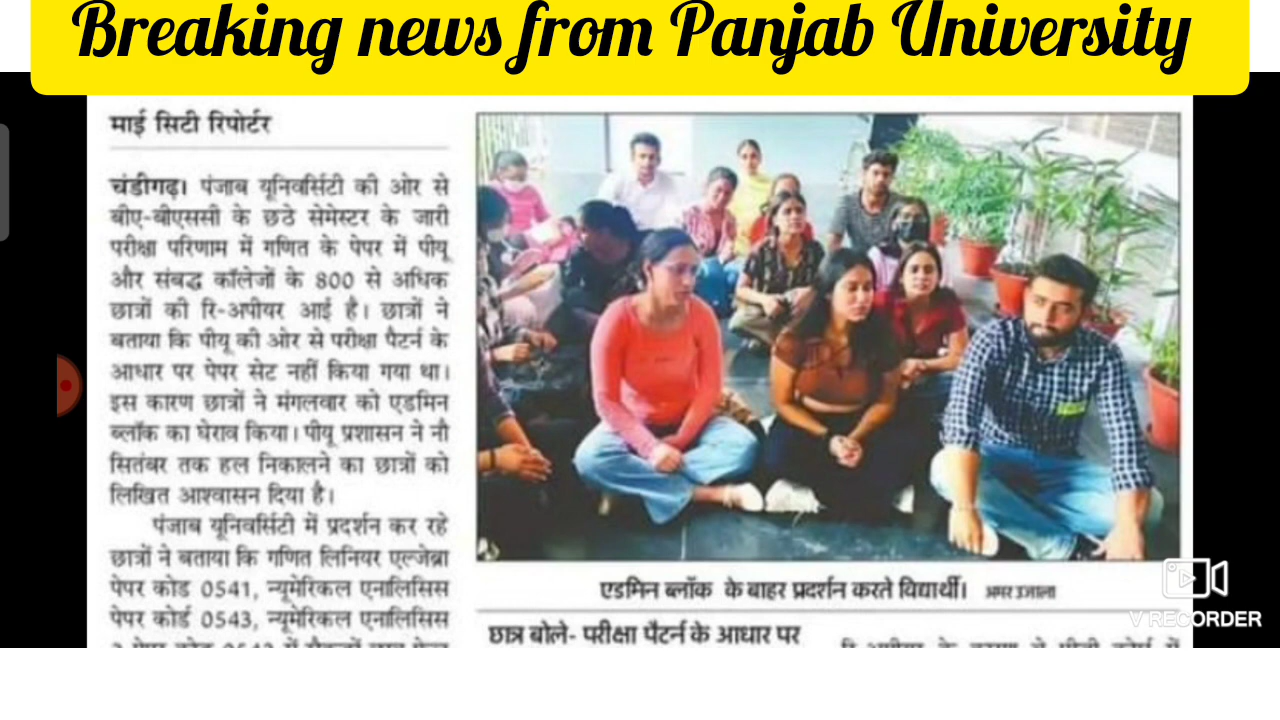 Breaking news from Panjab University
माई सिटी रिपोर्टर
चंडीगढ़। पंजाब यूनिवर्सिटी की ओर से
बीए-बीएससी के छठे सेमेस्टर के जारी
परीक्षा परिणाम में गणित के पेपर में पीयू
और संबद्ध कॉलेजों के 800 से अधिक
छात्रों की रि-अपीयर आई है। छात्रों ने
बताया कि पीयू की ओर से परीक्षा पैटर्न के
आधार पर पेपर सेट नहीं किया गया था।
इस कारण छात्रों ने मंगलवार को एडमिन
ब्लॉक का घेराव किया। पीयू प्रशासन ने नौ
सितंबर तक हल निकालने का छात्रों को
लिखित आश्वासन दिया है।
पंजाब यूनिवर्सिटी में प्रदर्शन कर रहे
छात्रों ने बताया कि गणित लिनियर एल्जेब्रा
पेपर कोड 0541, न्यूमेरिकल एनालिसिस
पेपर कोर्ड 0543, न्यूमेरिकल एनालिसिस
एडमिन ब्लॉक के बाहर प्रदर्शन करते विद्यार्थी। अमर उजाला
छात्र बोले- परीक्षा पैटर्न के आधार पर
V RECORDER